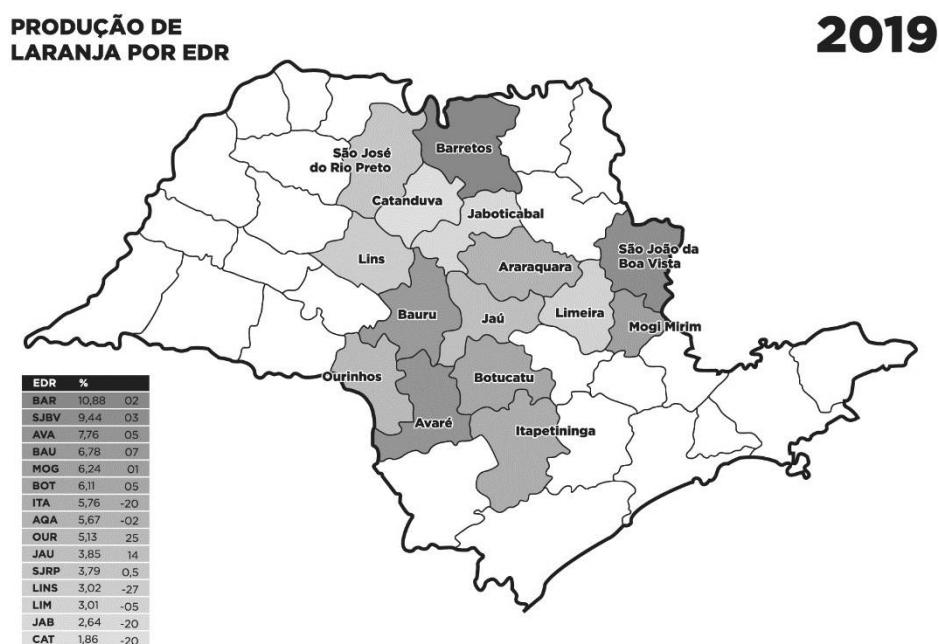 PRODUÇÃO DE
LARANJA POR EDR
2019
Barretos
São José
do Rio Preto
Catanduva
Jaboticabal
São João da
Boa Vista
Lins
Araraquara
Bauru
Jaú
Limeira
Mogi Mirim
Ourinhos
Botucatu
Avaré
Itapetininga
EDR %
BAR 10,88 02
SJBV 9,44 03
AVA 7,76 05
BAU 6,78 07
MOG 6,24 01
BOT 6,11 05
ITA 5,76 -20
AQA 5,67 -02
OUR 5,13 25
JAU 3,85 14
SJRP 3,79 0,5
LINS 3,02 -27
LIM 3,01 -05
JAB 2,64 -20
CAT 1,86 -20